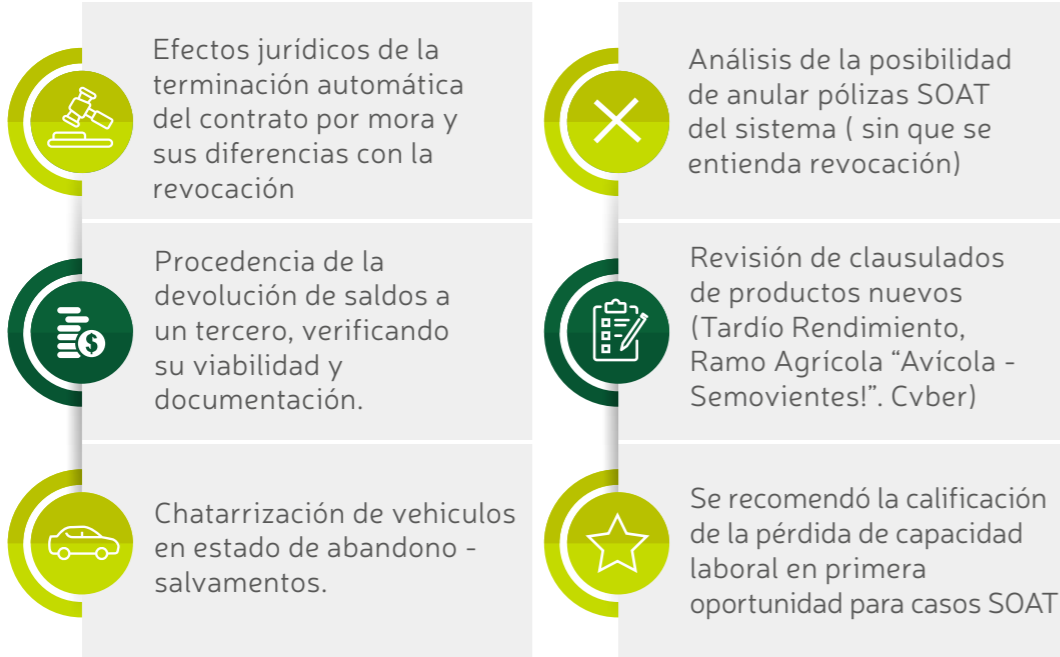 Efectos jurídicos de la
terminación automática
del contrato por mora y
sus diferencias con la
revocación
Procedencia de la
devolución de saldos a
un tercero, verificando
su viabilidad y
documentación.
Chatarrización de vehiculos
en estado de abandono -
salvamentos.
Análisis de la posibilidad
de anular pólizas SOAT
del sistema ( sin que se
entienda revocación)
Revisión de clausulados
de productos nuevos
(Tardío Rendimiento,
Ramo Agrícola “Avícola -
Semovientes!”. Cvber)
Se recomendó la calificación
de la pérdida de capacidad
laboral en primera
oportunidad para casos SOAT